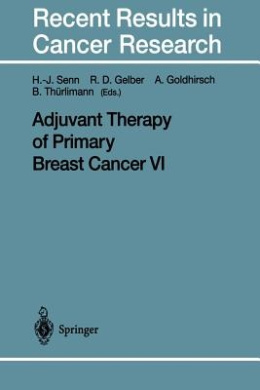 Recent Results in
Cancer Research
H.-J. Senn R. D. Gelber A. Goldhirsch
B. Thürlimann (Eds.)
Adjuvant Therapy
of Primary
Breast Cancer VI
Springer